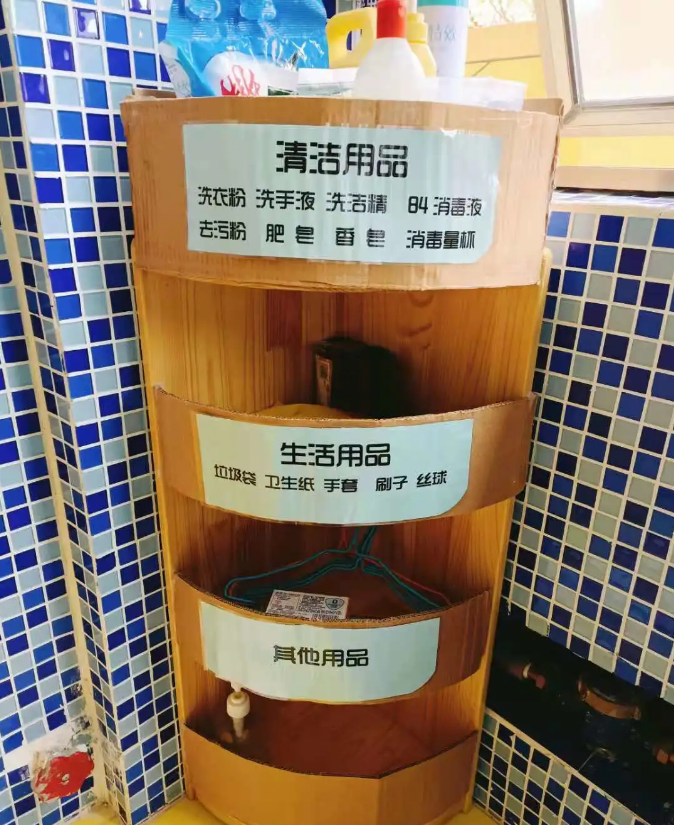 清洁用品
洗衣粉 洗手液 洗洁精 84消毒液
去污粉 肥皂 香皂 消毒量杯
生活用品
垃圾袋 卫生纸 手套 刷子 丝球
其他用品